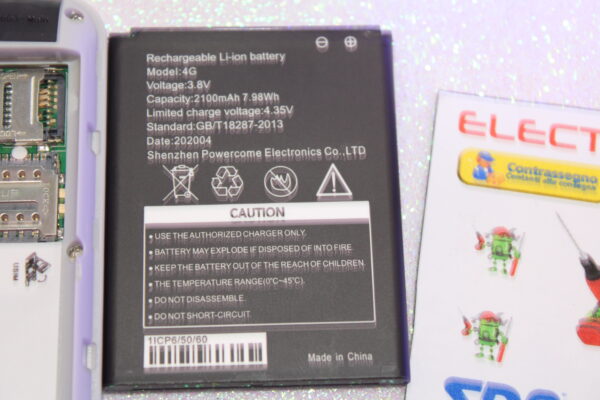 Rechargeable Li-ion battery
Model:4G
Voltage:3.8V
Capacity:2100mAh 7.98Wh
Limited charge voltage:4.35V
Standard:GB/T18287-2013
Date:202004
Shenzhen Powercome Electronics Co.,LTD
CAUTION
USE THE AUTHORIZED CHARGER ONLY.
BATTERY MAY EXPLODE IF DISPOSED OF INTO FIRE.
KEEP THE BATTERY OUT OF THE REACH OF CHILDREN.
THE TEMPERATURE RANGE(0°C~45°C).
DO NOT DISASSEMBLE.
DO NOT SHORT-CIRCUIT.
1ICP6/50/60
Made in China
ELECT
Contrassegno